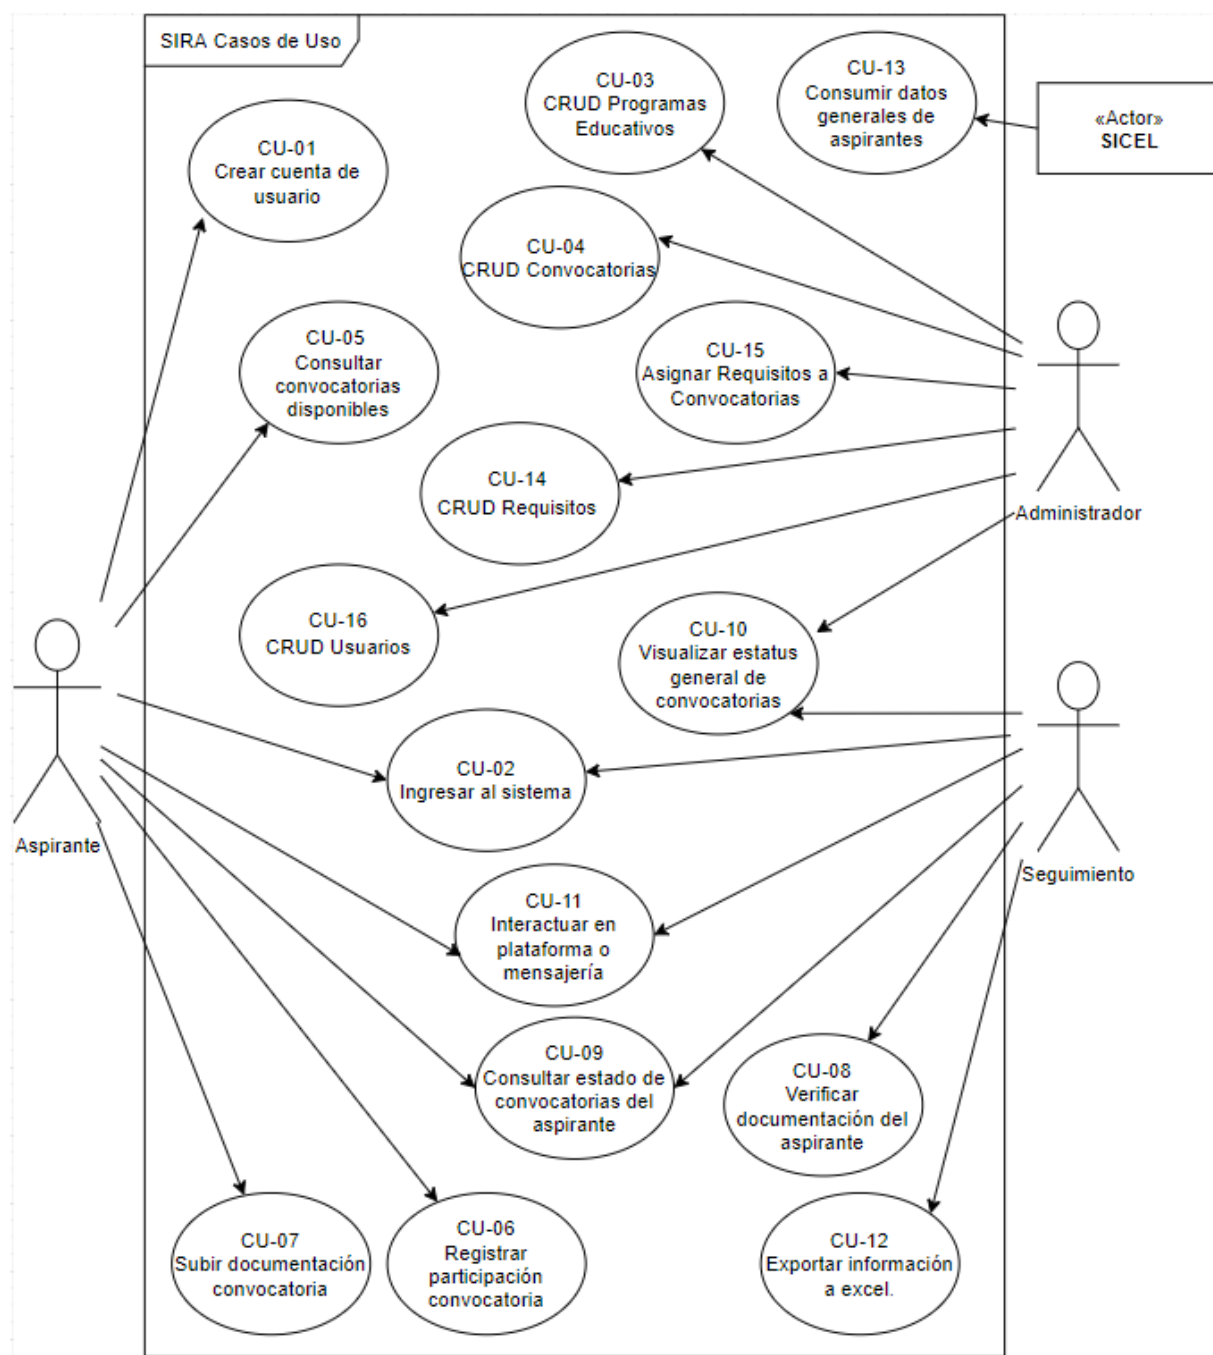 SIRA Casos de Uso
CU-03
CRUD Programas
Educativos
CU-13
Consumir datos
generales de
aspirantes
«Actor»
SICEL
CU-01
Crear cuenta de
usuario
CU-04
CRUD Convocatorias
CU-05
Consultar
convocatorias
disponibles
CU-15
Asignar Requisitos a
Convocatorias
CU-14
CRUD Requisitos
Administrador
CU-16
CRUD Usuarios
CU-10
Visualizar estatus
general de
convocatorias
CU-02
Ingresar al sistema
Aspirante
Seguimiento
CU-11
Interactuar en
plataforma o
mensajería
CU-09
Consultar estado de
convocatorias del
aspirante
CU-08
Verificar
documentación del
aspirante
CU-07
Subir documentación
convocatoria
CU-06
Registrar
participación
convocatoria
CU-12
Exportar información
a excel.